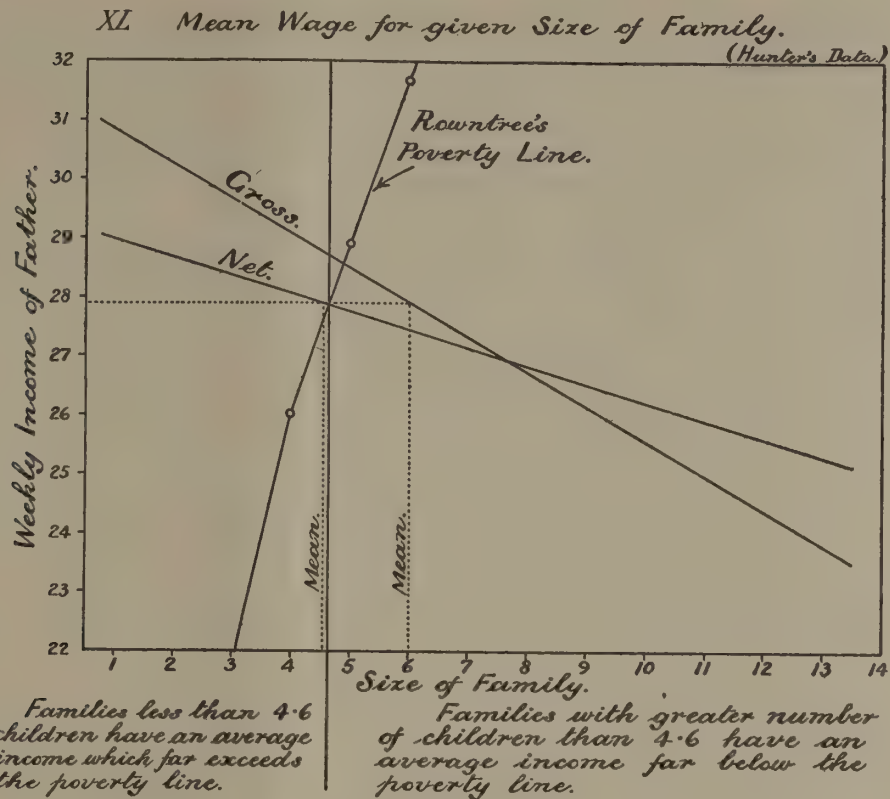 XL Mean Wage for given Size of Family.
(Hunter's Data.)
Weekly Income of Father.
32
31
30
29
28
27
26
25
24
23
22
Gross.
Net.
Rowntree's
Poverty Line.
Mean.
Mean.
1 2 3 4 5 6 7 8 9 10 11 12 13 14
Size of Family.
Families less than 4·6
children have an average
income which far exceeds
the poverty line.
Families with greater number
of children than 4·6 have an
average income far below the
poverty line.